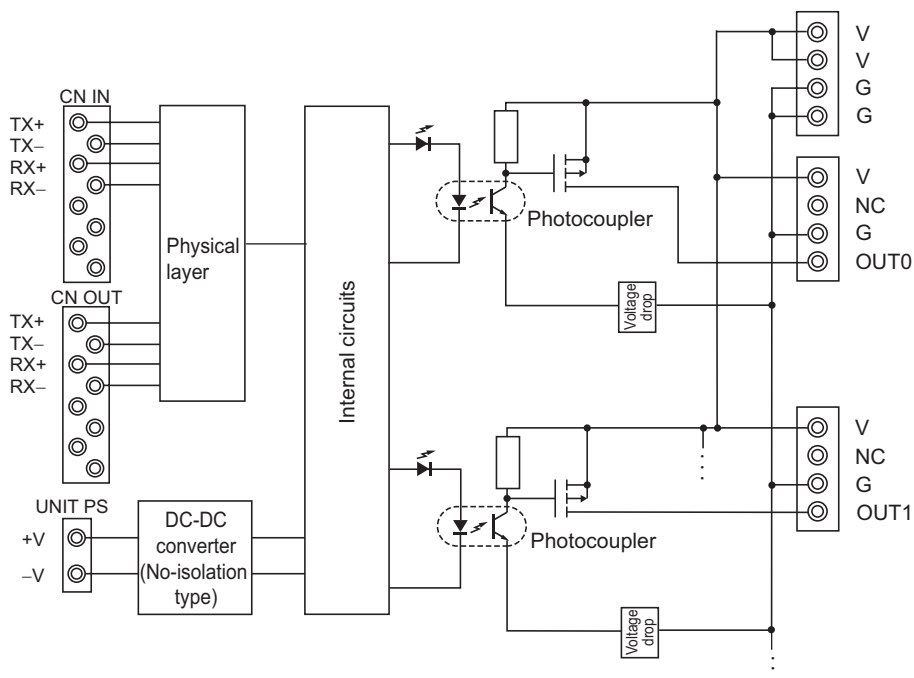 CN IN
TX+
TX–
RX+
RX–
Physical
layer
CN OUT
TX+
TX–
RX+
RX–
UNIT PS
+V
–V
DC-DC
converter
(No-isolation
type)
Internal circuits
Photocoupler
Voltage
drop
Photocoupler
Voltage
drop
V
V
G
G
V
NC
G
OUT0
V
NC
G
OUT1